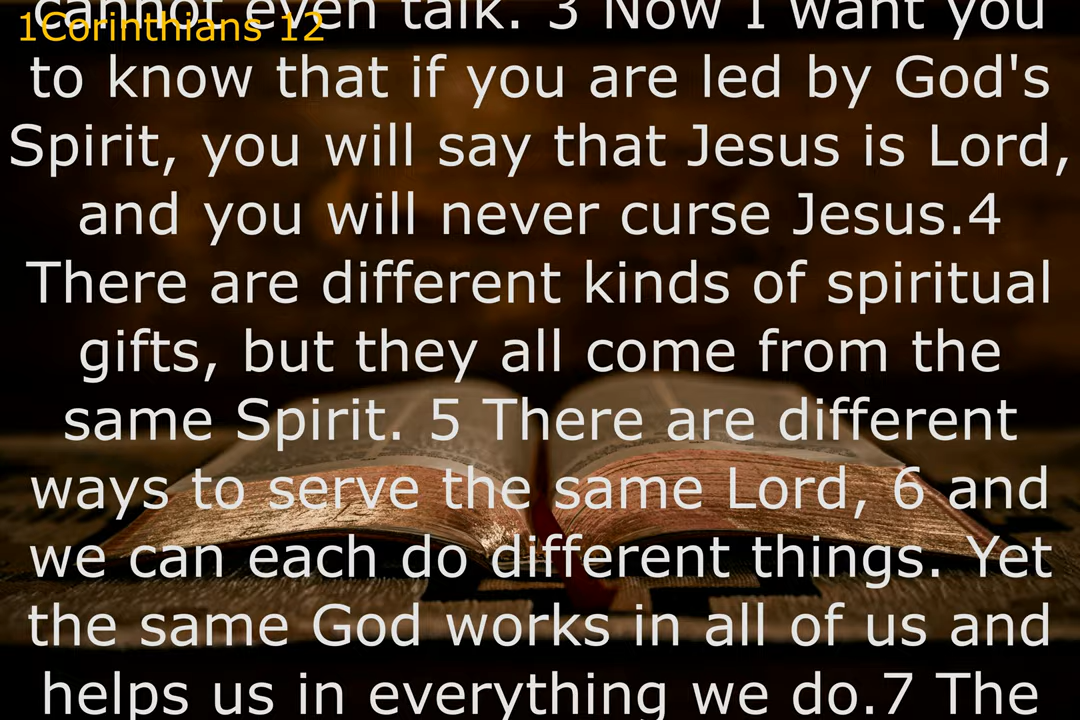 cannot even talk. 3 Now I want you
1Corinthians 12
to know that if you are led by God's
Spirit, you will say that Jesus is Lord,
and you will never curse Jesus.4
There are different kinds of spiritual
gifts, but they all come from the
same Spirit. 5 There are different
ways to serve the same Lord, 6 and
we can each do different things. Yet
the same God works in all of us and
helps us in everything we do.7 The